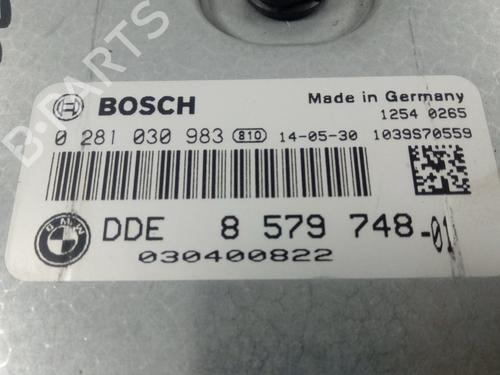 BOSCH
Made in Germany
1254 0265
0 281 030 983 810 14-05-30 1039S70559
BMW DDE 8 579 748-01
030400822
B-PARTS